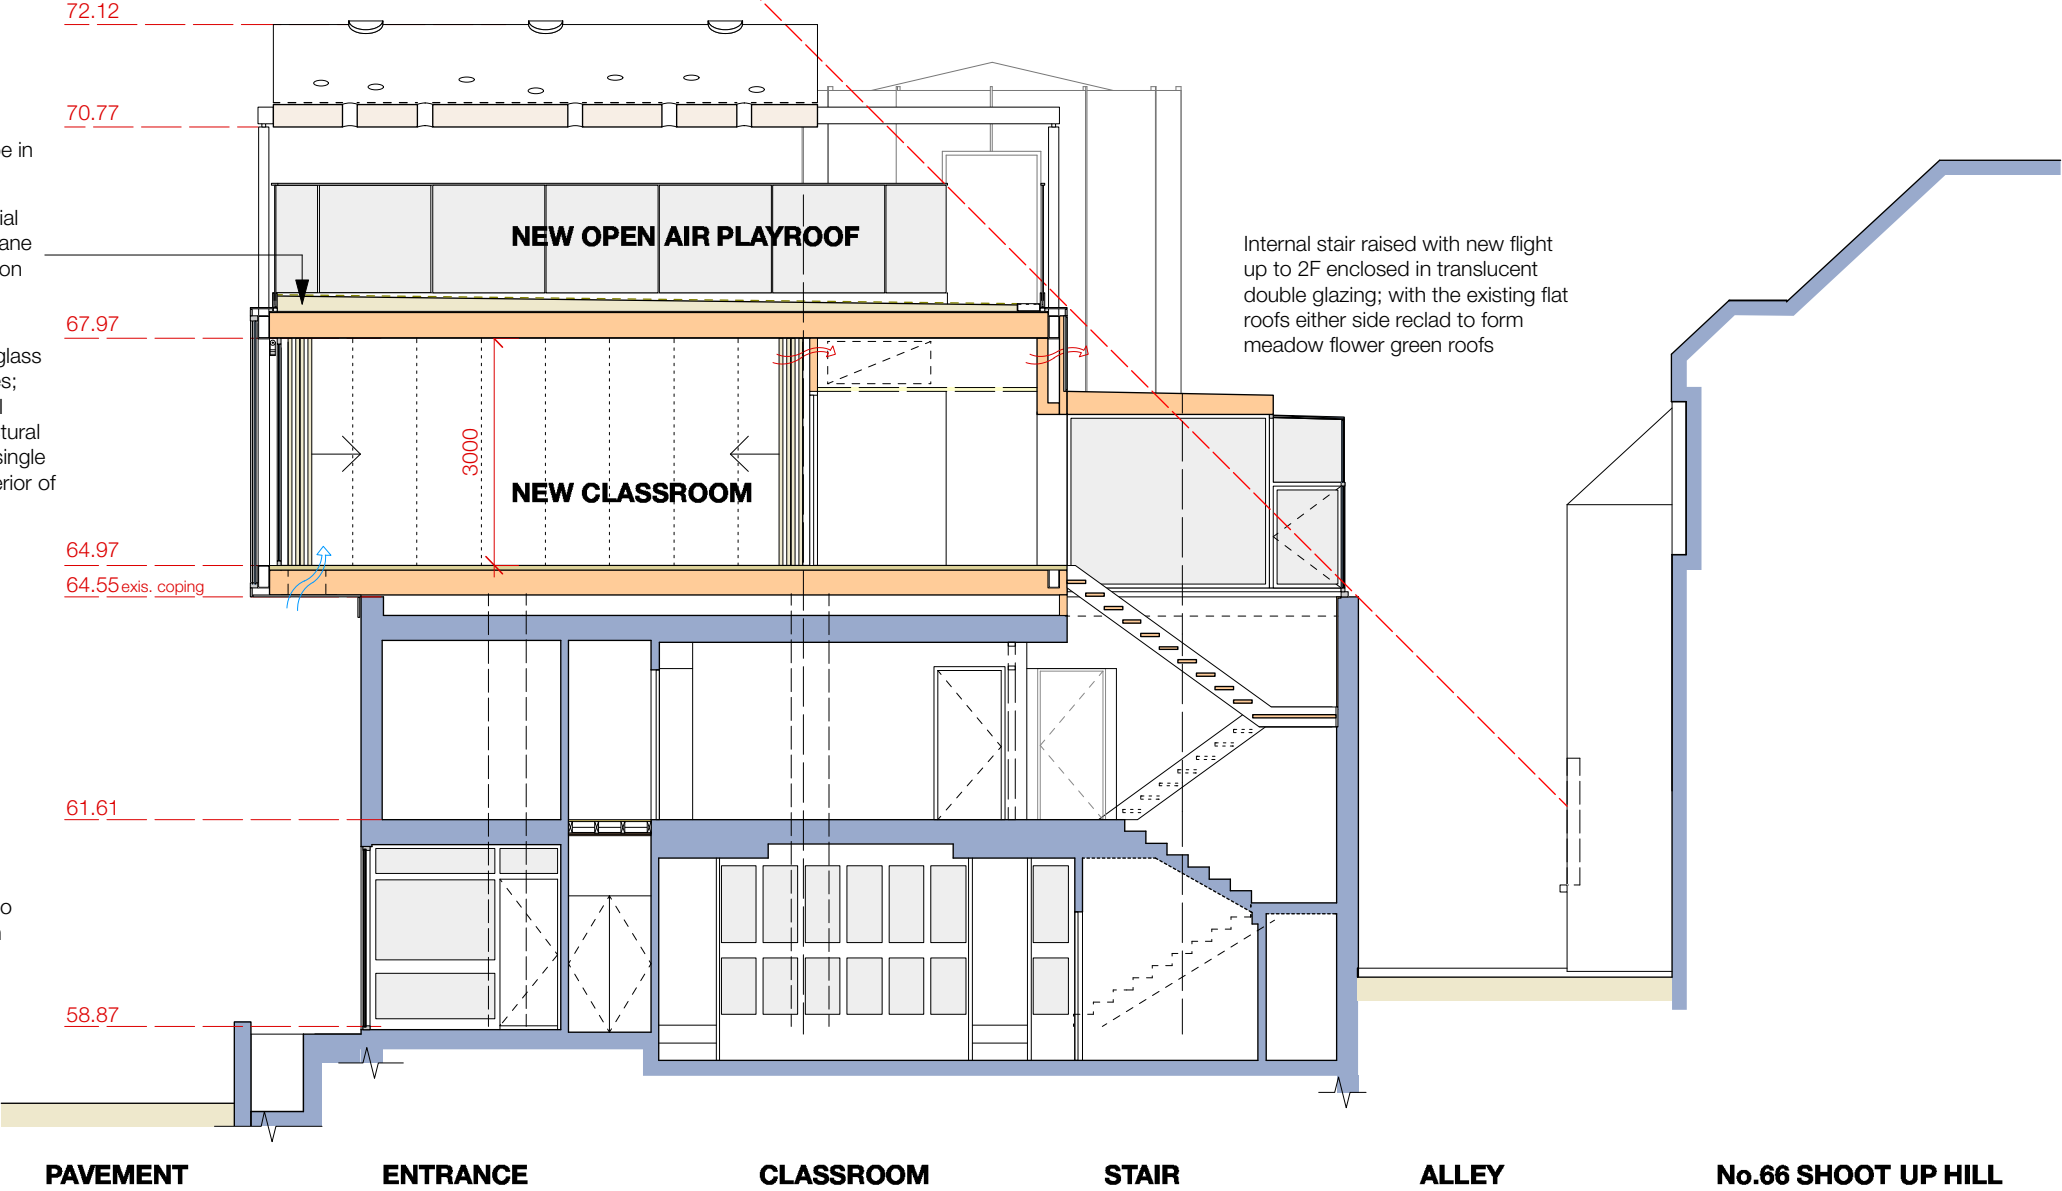 72.12
70.77
e in
ial
ane
on
NEW OPEN AIR PLAYROOF
Internal stair raised with new flight
up to 2F enclosed in translucent
double glazing; with the existing flat
roofs either side reclad to form
meadow flower green roofs
67.97
glass
es;
l
tural
single
erior of
3000
NEW CLASSROOM
64.97
64.55 exis. coping
61.61
o
58.87
PAVEMENT
ENTRANCE
CLASSROOM
STAIR
ALLEY
No.66 SHOOT UP HILL